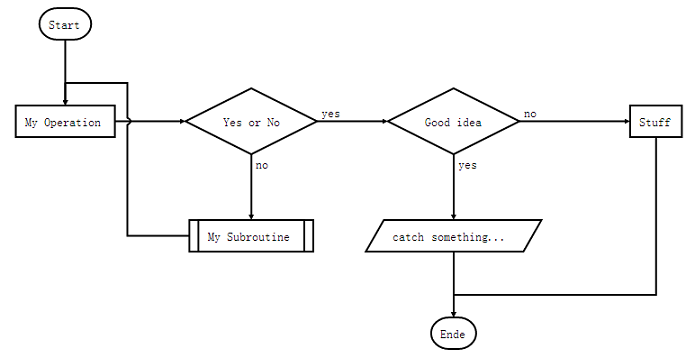 Start
My Operation
Yes or No
yes
Good idea
no
Stuff
no
yes
My Subroutine
catch something...
Ende